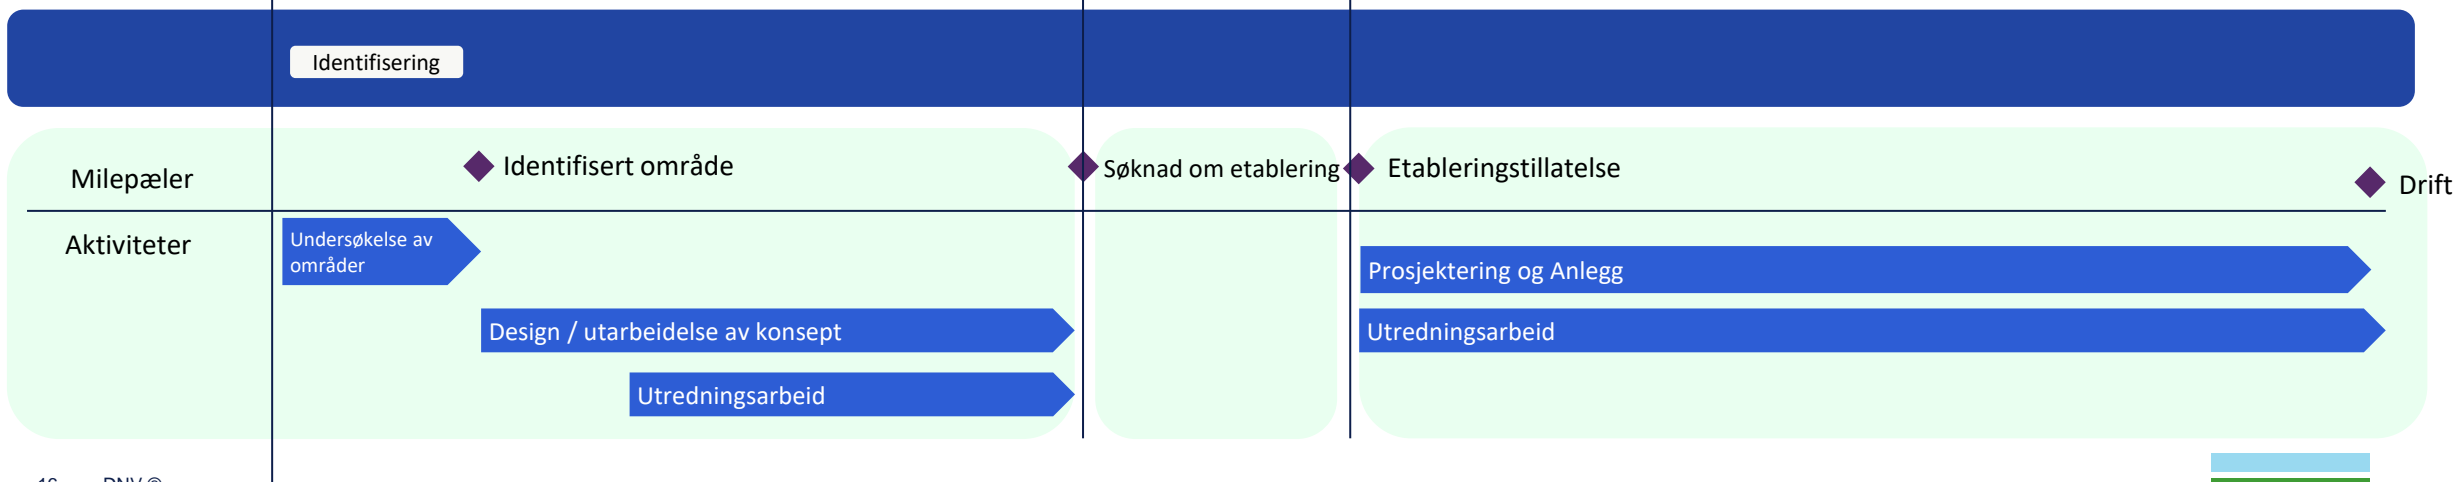 Identifisering
Milepæler
Identifisert område
Søknad om etablering
Etableringstillatelse
Drift
Aktiviteter
Undersøkelse av
områder
Prosjektering og Anlegg
Design / utarbeidelse av konsept
Utredningsarbeid
Utredningsarbeid
DNV ©